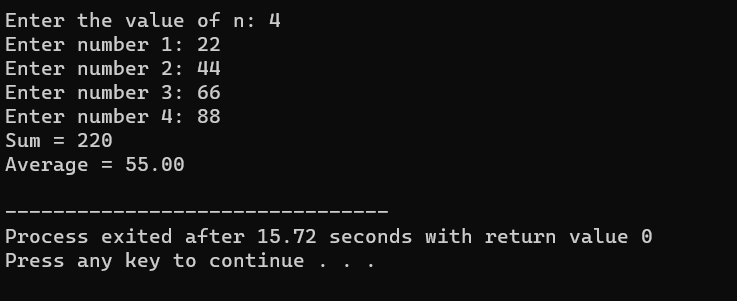 Enter the value of n: 4
Enter number 1: 22
Enter number 2: 44
Enter number 3: 66
Enter number 4: 88
Sum = 220
Average = 55.00
--------------------------------
Process exited after 15.72 seconds with return value 0
Press any key to continue . . .